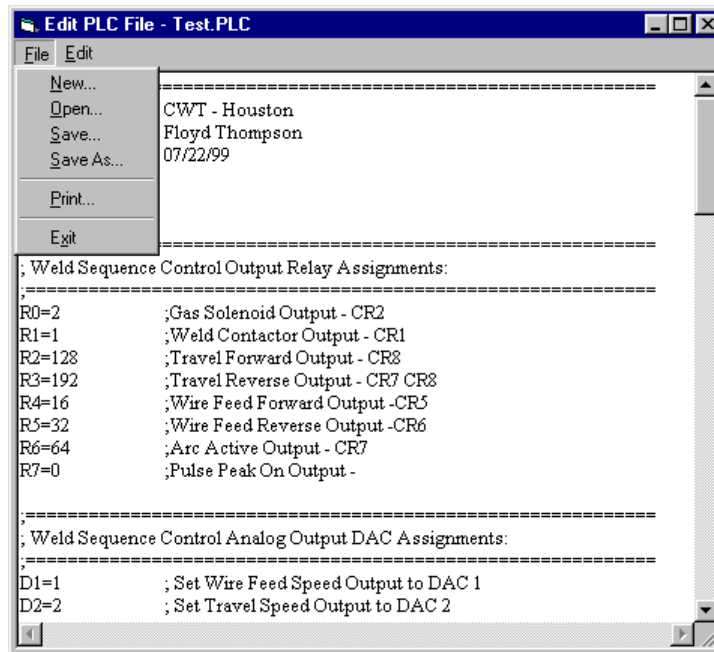 Edit PLC File - Test.PLC
File Edit
New...
Open...
Save...
Save As...
Print...
Exit
==============================================
CWT - Houston
Floyd Thompson
07/22/99
==============================================
; Weld Sequence Control Output Relay Assignments:
;==========================================================
R0=2 ;Gas Solenoid Output - CR2
R1=1 ;Weld Contactor Output - CR1
R2=128 ;Travel Forward Output - CR8
R3=192 ;Travel Reverse Output - CR7 CR8
R4=16 ;Wire Feed Forward Output -CR5
R5=32 ;Wire Feed Reverse Output -CR6
R6=64 ;Arc Active Output - CR7
R7=0 ;Pulse Peak On Output -
;==========================================================
; Weld Sequence Control Analog Output DAC Assignments:
;==========================================================
D1=1 ; Set Wire Feed Speed Output to DAC 1
D2=2 ; Set Travel Speed Output to DAC 2